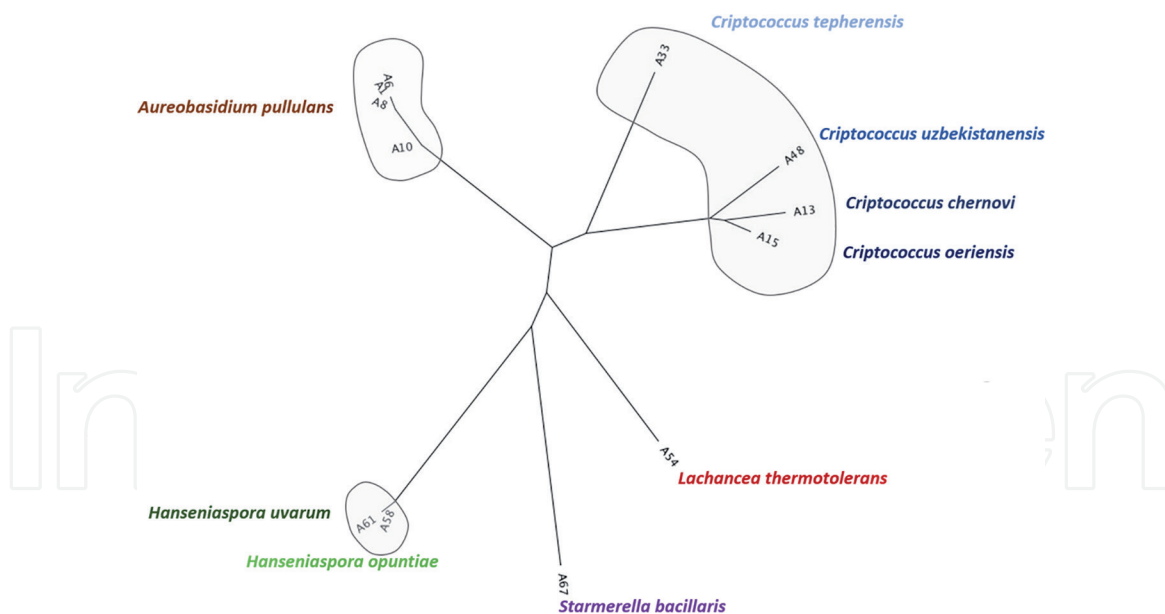 Criptococcus tepherensis
A33
A6
A1
A8
Aureobasidium pullulans
A10
Criptococcus uzbekistanensis
A48
Criptococcus chernovi
A13
A15
Criptococcus oeriensis
A54
Lachancea thermotolerans
Hanseniaspora uvarum
A61
A58
Hanseniaspora opuntiae
A67
Starmerella bacillaris